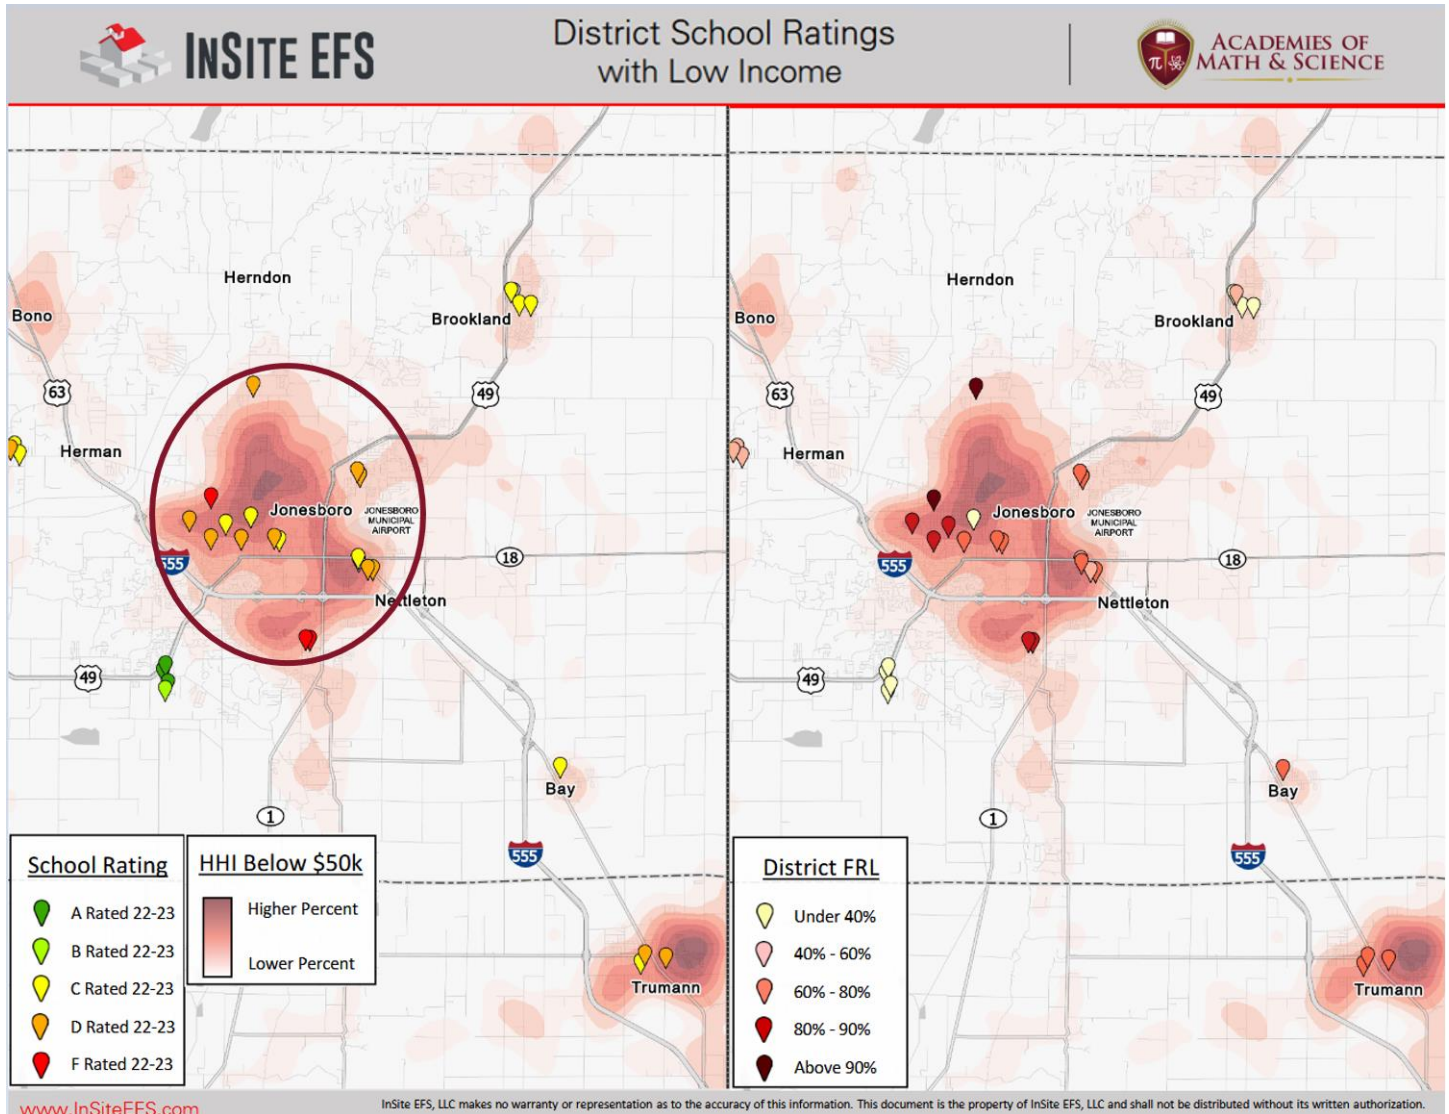 INSITE EFS
District School Ratings
with Low Income
π
ACADEMIES OF
MATH & SCIENCE
Herndon
Bono
Brookland
63
49
Herman
Jonesboro
JONESBORO
MUNICIPAL
AIRPORT
555
18
Nettleton
49
Bay
1
555
Trumann
School Rating
A Rated 22-23
B Rated 22-23
C Rated 22-23
D Rated 22-23
F Rated 22-23
HHI Below $50k
Higher Percent
Lower Percent
Herndon
Bono
Brookland
63
49
Herman
Jonesboro
JONESBORO
MUNICIPAL
AIRPORT
555
18
Nettleton
49
Bay
1
555
Trumann
District FRL
Under 40%
40% - 60%
60% - 80%
80% - 90%
Above 90%
www.InSiteEFS.com
InSite EFS, LLC makes no warranty or representation as to the accuracy of this information. This document is the property of InSite EFS, LLC and shall not be distributed without its written authorization.